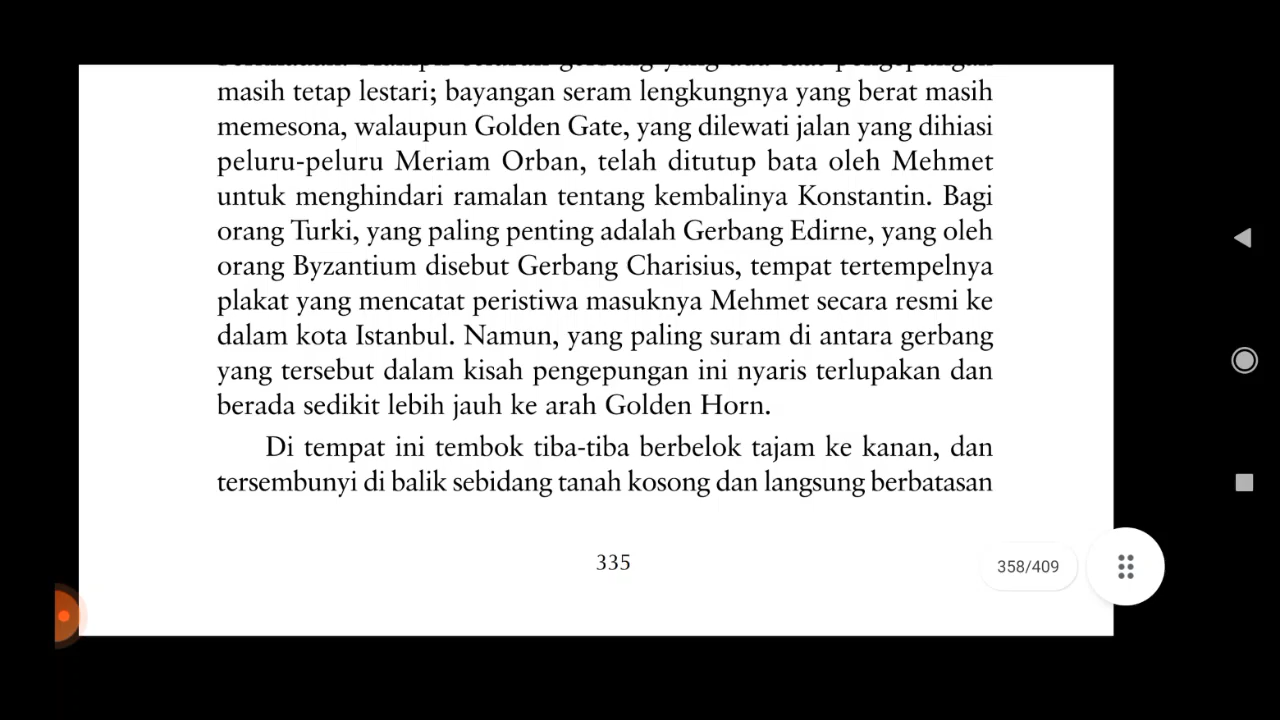 masih tetap lestari; bayangan seram lengkungnya yang berat masih
memesona, walaupun Golden Gate, yang dilewati jalan yang dihiasi
peluru-peluru Meriam Orban, telah ditutup bata oleh Mehmet
untuk menghindari ramalan tentang kembalinya Konstantin. Bagi
orang Turki, yang paling penting adalah Gerbang Edirne, yang oleh
orang Byzantium disebut Gerbang Charisius, tempat tertempelnya
plakat yang mencatat peristiwa masuknya Mehmet secara resmi ke
dalam kota Istanbul. Namun, yang paling suram di antara gerbang
yang tersebut dalam kisah pengepungan ini nyaris terlupakan dan
berada sedikit lebih jauh ke arah Golden Horn.
Di tempat ini tembok tiba-tiba berbelok tajam ke kanan, dan
tersembunyi di balik sebidang tanah kosong dan langsung berbatasan
335
358/409